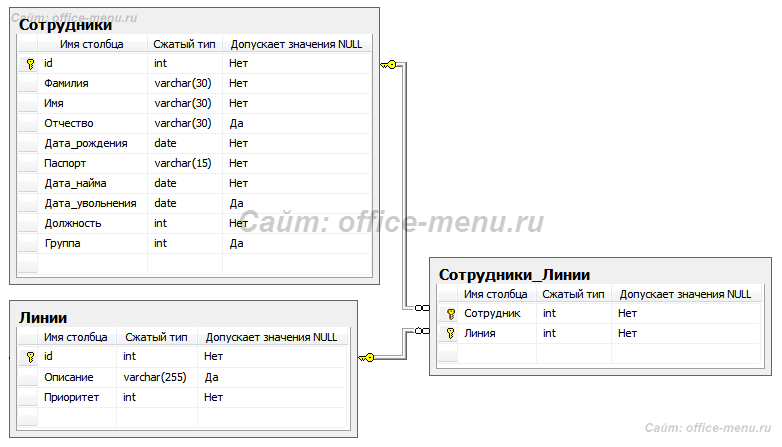 Сайт: office-menu.ru
Сотрудники
Имя столбца Сжатый тип Допускает значения NULL
id int Нет
Фамилия varchar(30) Нет
Имя varchar(30) Нет
Отчество varchar(30) Да
Дата_рождения date Нет
Паспорт varchar(15) Нет
Дата_найма date Нет
Дата_увольнения date Да
Должность int Нет
Группа int Да
Сайт: office-menu.ru
Сотрудники_Линии
Имя столбца Сжатый тип Допускает значения NULL
Сотрудник int Нет
Линия int Нет
Линии
Имя столбца Сжатый тип Допускает значения NULL
id int Нет
Описание varchar(255) Да
Приоритет int Нет
Сайт: office-menu.ru